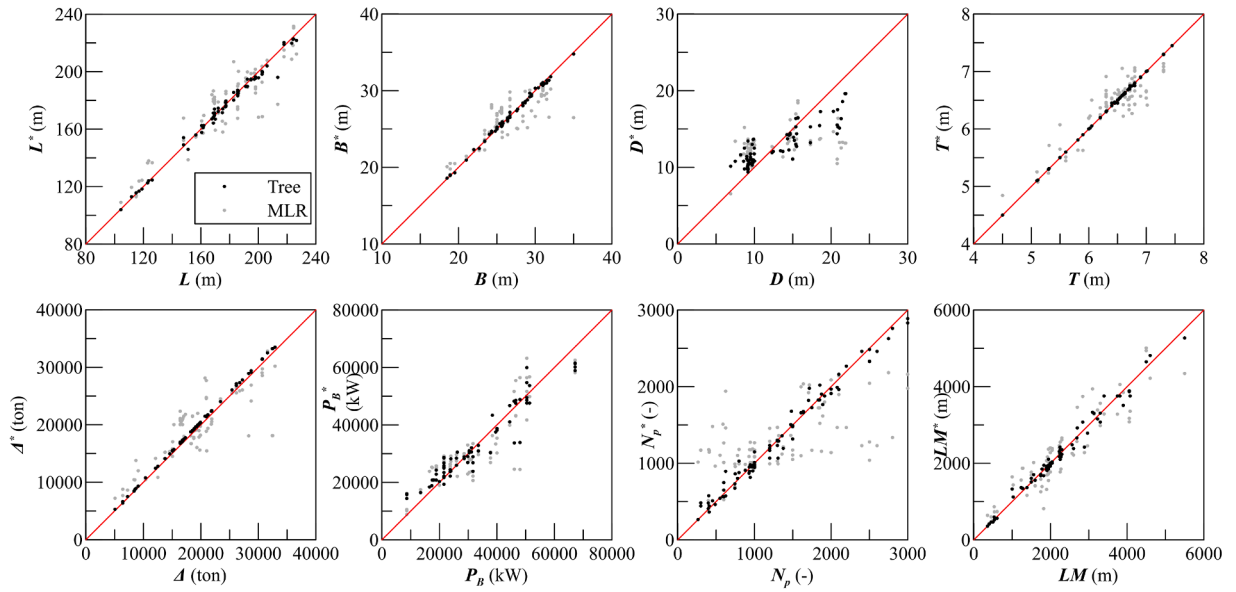 240
200
160
120
80
L* (m)
80 120 160 200 240
L (m)
Tree
MLR
40
30
20
10
B* (m)
10 20 30 40
B (m)
30
20
10
0
D* (m)
0 10 20 30
D (m)
8
7
6
5
4
T* (m)
4 5 6 7 8
T (m)
40000
30000
20000
10000
0
Δ* (ton)
0 10000 20000 30000 40000
Δ (ton)
80000
60000
40000
20000
0
P_B* (kW)
0 20000 40000 60000 80000
P_B (kW)
3000
2000
1000
0
N_p* (-)
0 1000 2000 3000
N_p (-)
6000
4000
2000
0
LM* (m)
0 2000 4000 6000
LM (m)